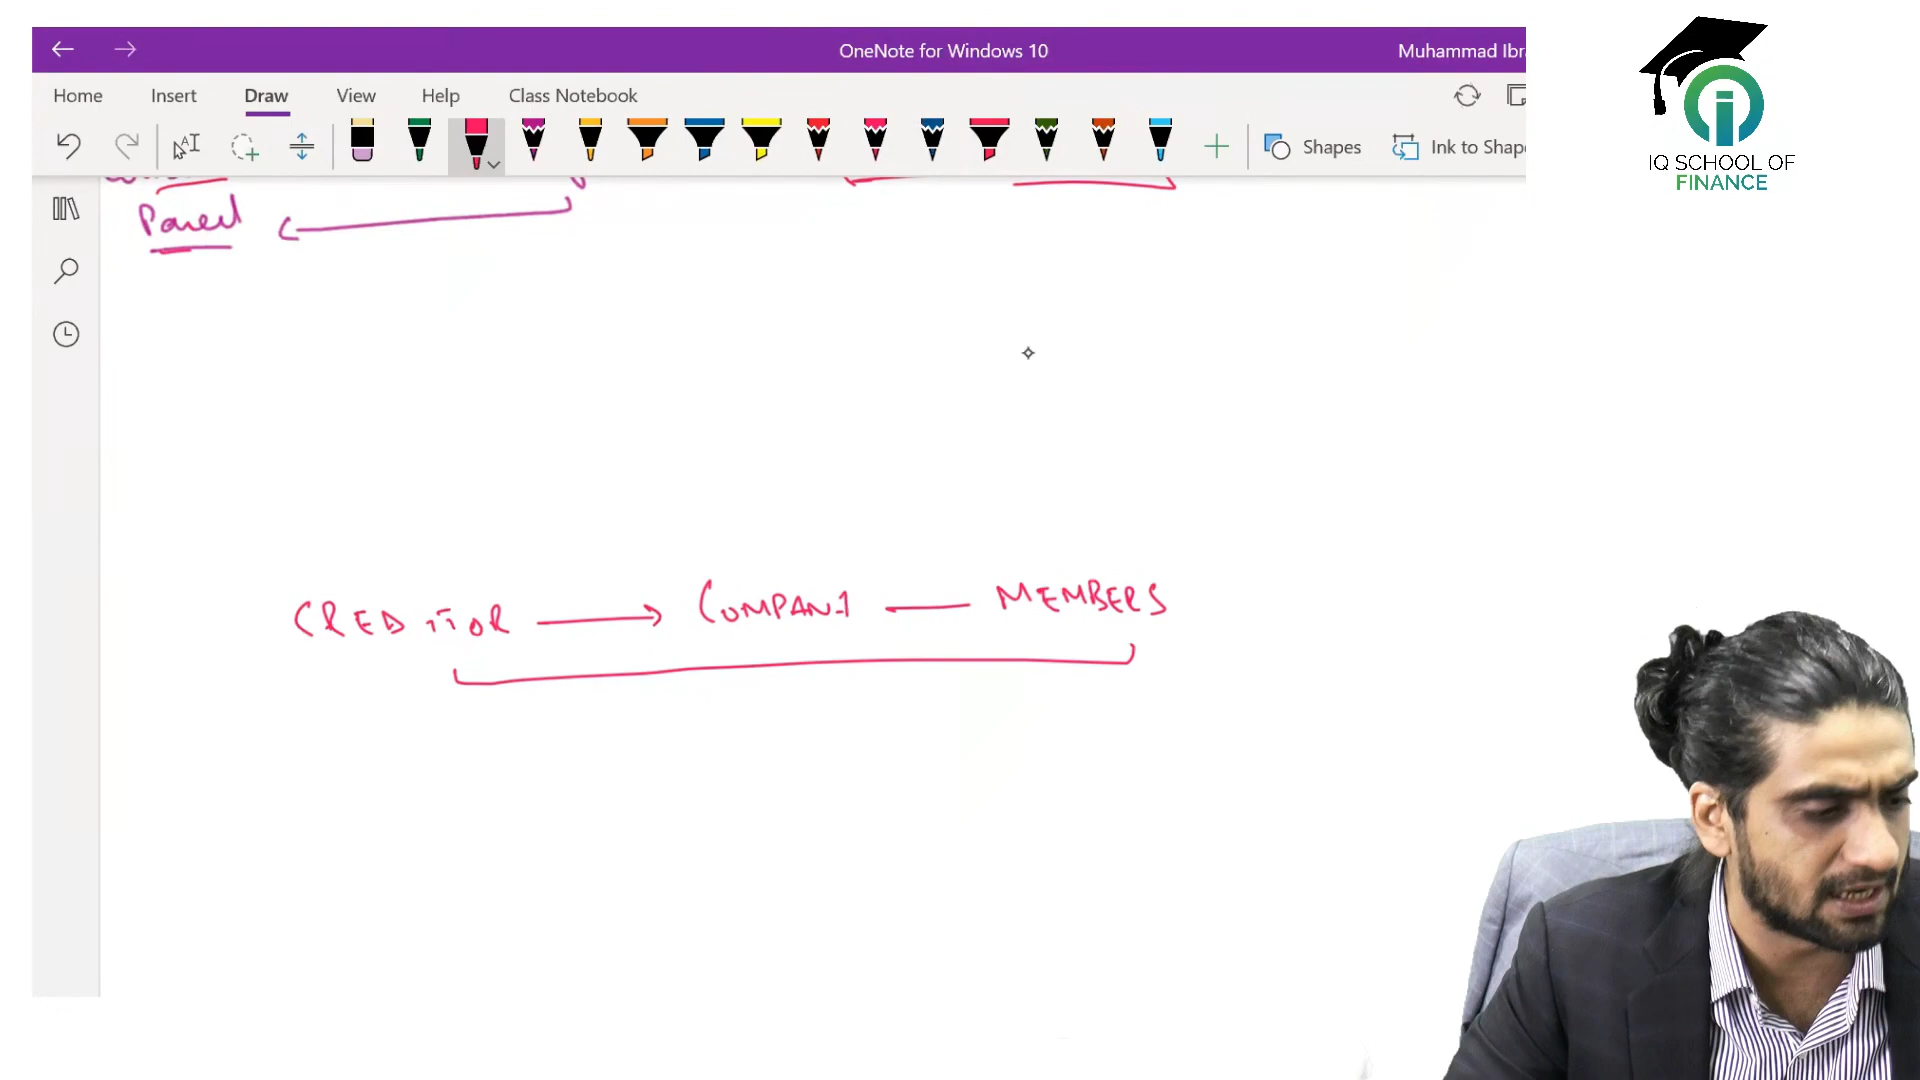 OneNote for Windows 10
Muhammad Ibr
Home Insert Draw View Help Class Notebook
Shapes Ink to Shap
IQ SCHOOL OF
FINANCE
CREDITOR COMPANY MEMBERS